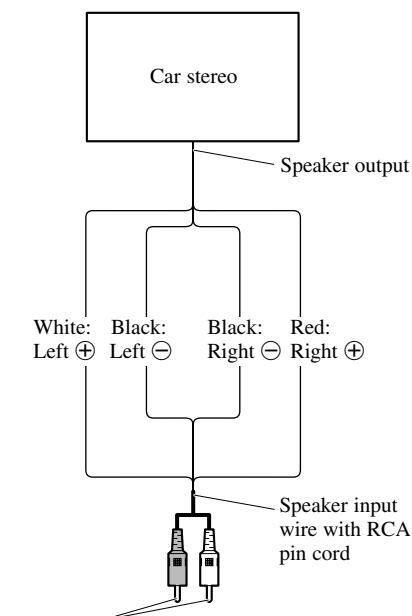 Car stereo
Speaker output
White:
Left ⊕
Black:
Left ⊖
Black:
Right ⊖
Red:
Right ⊕
Speaker input
wire with RCA
pin cord